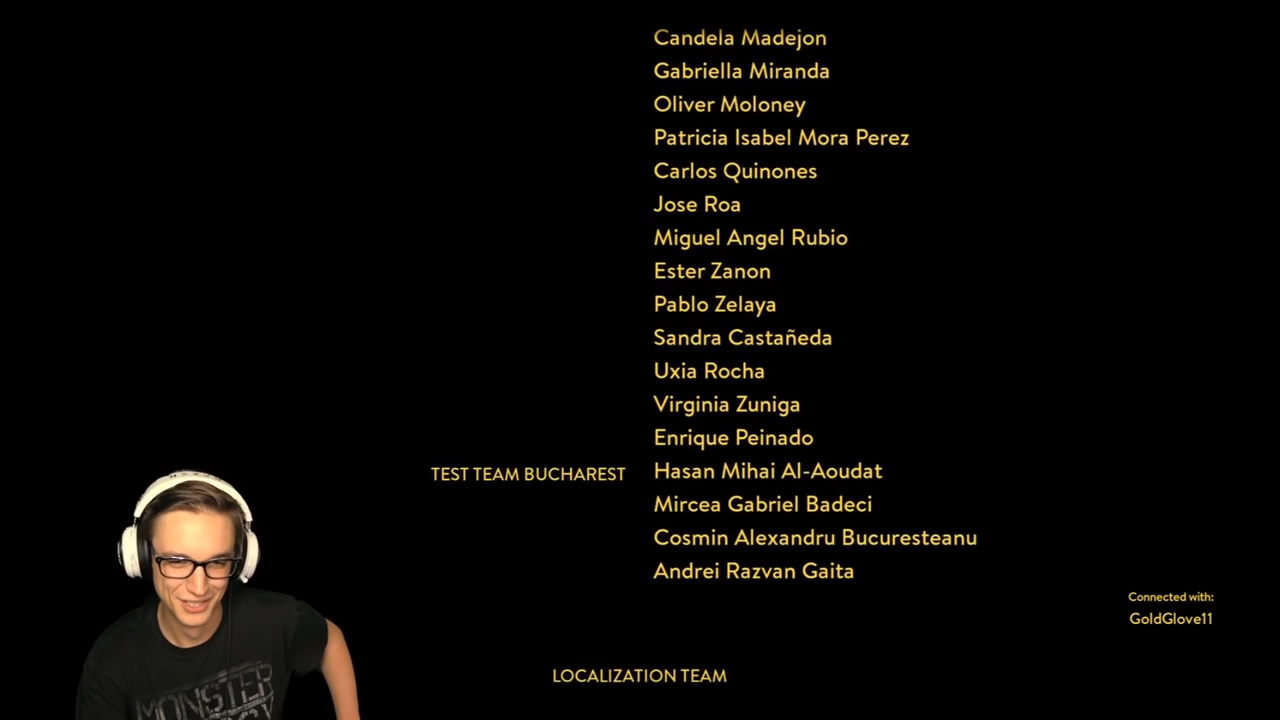 Candela Madejon
Gabriella Miranda
Oliver Moloney
Patricia Isabel Mora Perez
Carlos Quinones
Jose Roa
Miguel Angel Rubio
Ester Zanon
Pablo Zelaya
Sandra Castañeda
Uxia Rocha
Virginia Zuniga
Enrique Peinado
TEST TEAM BUCHAREST Hasan Mihai Al-Aoudat
Mircea Gabriel Badeci
Cosmin Alexandru Bucuresteanu
Andrei Razvan Gaita
Connected with:
GoldGlove11
LOCALIZATION TEAM
MONSTER